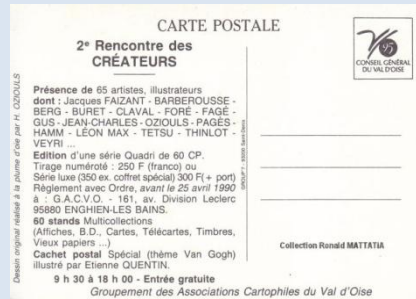 CARTE POSTALE
2e Rencontre des
CRÉATEURS
Présence de 65 artistes, illustrateurs
dont : Jacques FAIZANT - BARBEROUSSE -
BERG - BURET - CLAVAL - FORÉ - FAGÉ -
GUS - JEAN-CHARLES - OZIOULS - PAGÈS -
HAMM - LÉON MAX - TETSU - THINLOT -
VEYRI ...
Edition d'une série Quadri de 60 CP.
Tirage numéroté : 250 F (franco) ou
Série luxe (350 ex. coffret spécial) 300 F(+ port)
Règlement avec Ordre, avant le 25 avril 1990
à : G.A.C.V.O. - 161, av. Division Leclerc
95880 ENGHIEN-LES BAINS.
60 stands Multicollections
(Affiches, B.D., Cartes, Télécartes, Timbres,
Vieux papiers ...)
Cachet postal Spécial (thème Van Gogh)
illustré par Etienne QUENTIN.
9 h 30 à 18 h 00 - Entrée gratuite
Groupement des Associations Cartophiles du Val d'Oise
Dessin original réalisé à la plume d'oie par H. OZIOULS
95
CONSEIL GÉNÉRAL
DU VAL D'OISE
Collection Ronald MATTATIA